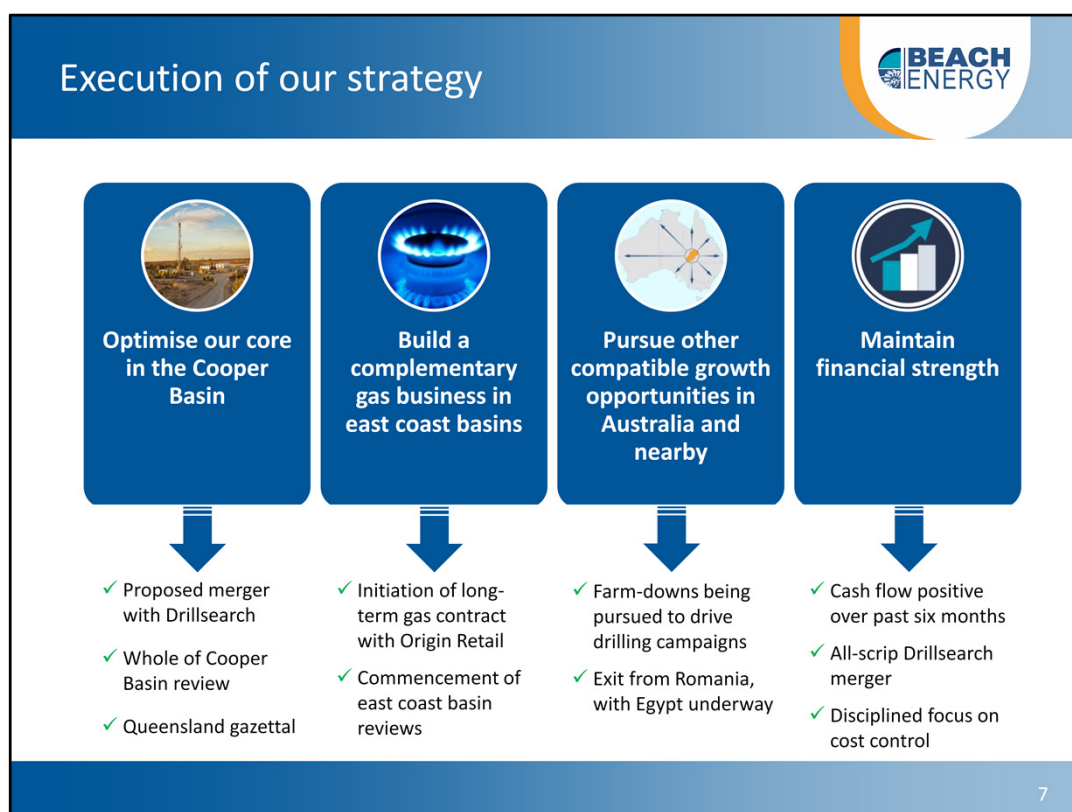 Execution of our strategy
BEACH
ENERGY
Optimise our core
in the Cooper
Basin
Build a
complementary
gas business in
east coast basins
Pursue other
compatible growth
opportunities in
Australia and
nearby
Maintain
financial strength
✓ Proposed merger
with Drillsearch
✓ Whole of Cooper
Basin review
✓ Queensland gazettal
✓ Initiation of long-
term gas contract
with Origin Retail
✓ Commencement of
east coast basin
reviews
✓ Farm-downs being
pursued to drive
drilling campaigns
✓ Exit from Romania,
with Egypt underway
✓ Cash flow positive
over past six months
✓ All-scrip Drillsearch
merger
✓ Disciplined focus on
cost control
7